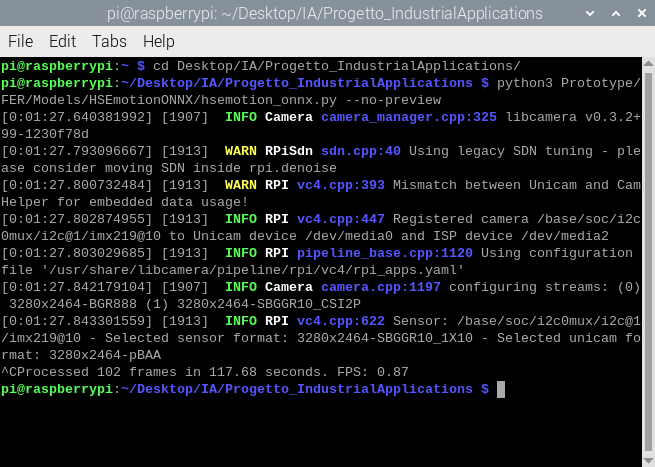 pi@raspberrypi: ~/Desktop/IA/Progetto_IndustrialApplications
File Edit Tabs Help
pi@raspberrypi:~ $ cd Desktop/IA/Progetto_IndustrialApplications/
pi@raspberrypi:~/Desktop/IA/Progetto_IndustrialApplications $ python3 Prototype/
FER/Models/HSEmotionONNX/hsemotion_onnx.py --no-preview
[0:01:27.640381992] [1907]  INFO Camera camera_manager.cpp:325 libcamera v0.3.2+
99-1230f78d
[0:01:27.793096667] [1913]  WARN RPiSdn sdn.cpp:40 Using legacy SDN tuning - ple
ase consider moving SDN inside rpi.denoise
[0:01:27.800732484] [1913]  WARN RPI vc4.cpp:393 Mismatch between Unicam and Cam
Helper for embedded data usage!
[0:01:27.802874955] [1913]  INFO RPI vc4.cpp:447 Registered camera /base/soc/i2c
0mux/i2c@1/imx219@10 to Unicam device /dev/media0 and ISP device /dev/media2
[0:01:27.803029685] [1913]  INFO RPI pipeline_base.cpp:1120 Using configuration
file '/usr/share/libcamera/pipeline/rpi/vc4/rpi_apps.yaml'
[0:01:27.842179104] [1907]  INFO Camera camera.cpp:1197 configuring streams: (0)
 3280x2464-BGR888 (1) 3280x2464-SBGGR10_CSI2P
[0:01:27.843301559] [1913]  INFO RPI vc4.cpp:622 Sensor: /base/soc/i2c0mux/i2c@1
/imx219@10 - Selected sensor format: 3280x2464-SBGGR10_1X10 - Selected unicam fo
rmat: 3280x2464-pBAA
^CProcessed 102 frames in 117.68 seconds. FPS: 0.87
pi@raspberrypi:~/Desktop/IA/Progetto_IndustrialApplications $